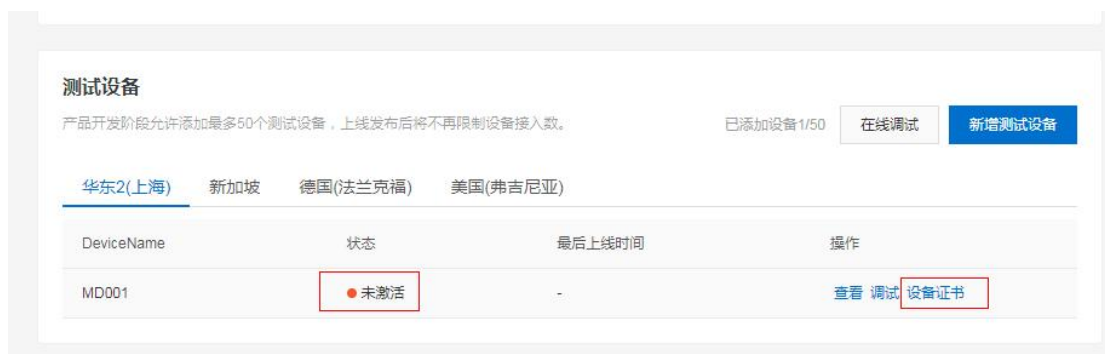 测试设备
产品开发阶段允许添加最多50个测试设备，上线发布后将不再限制设备接入数。 已添加设备1/50 在线调试 新增测试设备
华东2(上海) 新加坡 德国(法兰克福) 美国(弗吉尼亚)
DeviceName 状态 最后上线时间 操作
MD001 未激活 - 查看 调试 设备证书